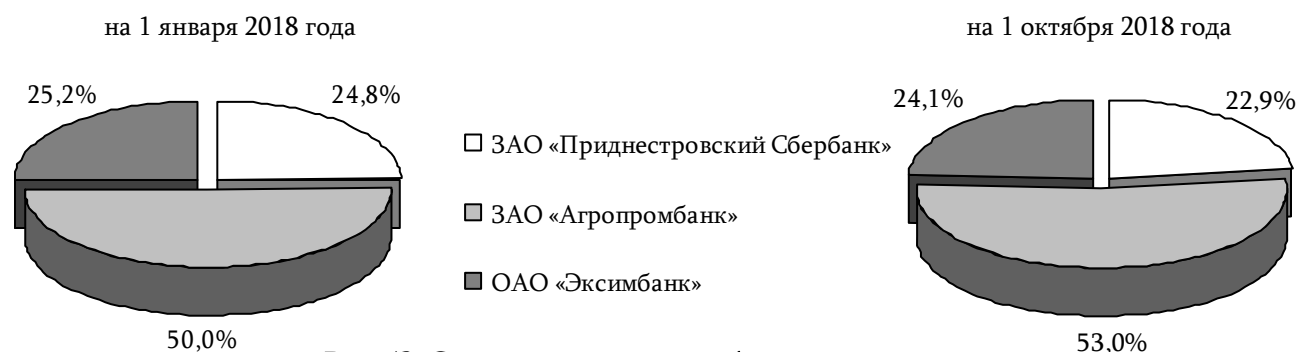 на 1 января 2018 года
на 1 октября 2018 года
25,2%
24,8%
24,1%
22,9%
ЗАО «Приднестровский Сбербанк»
ЗАО «Агропромбанк»
ОАО «Эксимбанк»
50,0%
53,0%